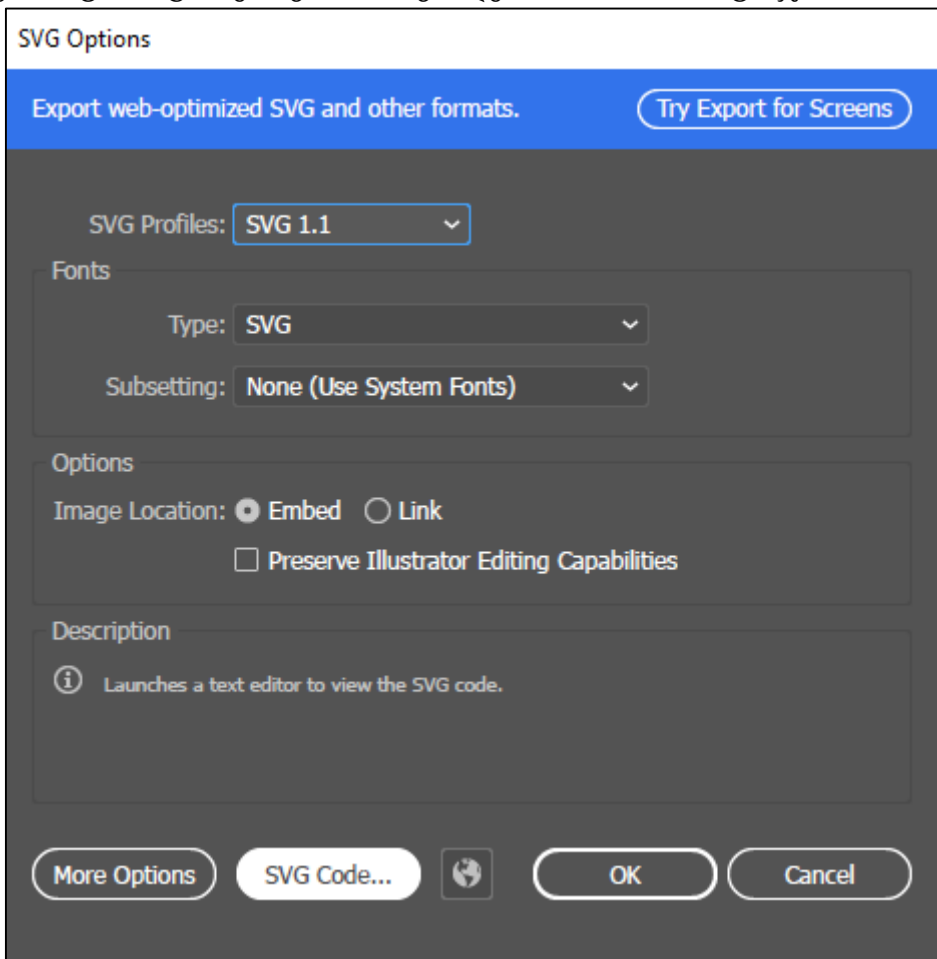 SVG Options
Export web-optimized SVG and other formats. Try Export for Screens
SVG Profiles: SVG 1.1
Fonts
Type: SVG
Subsetting: None (Use System Fonts)
Options
Image Location: Embed Link
Preserve Illustrator Editing Capabilities
Description
Launches a text editor to view the SVG code.
More Options SVG Code... OK Cancel